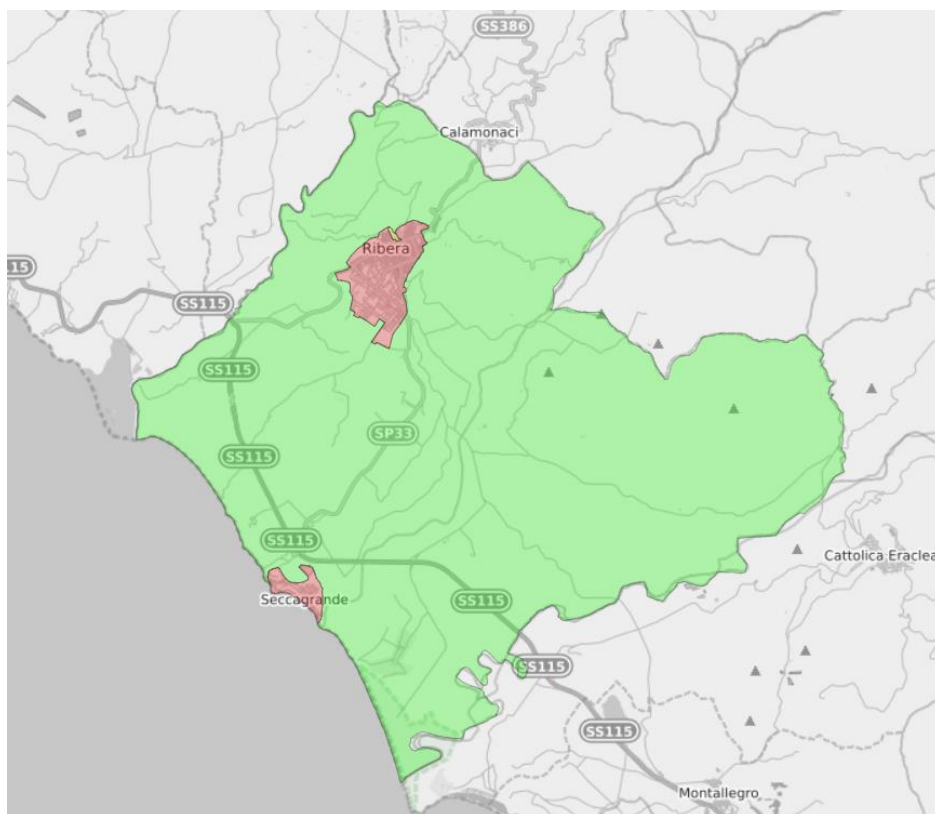 SS386
Calamonaci
Ribera
15
SS115
SS115
SP33
SS115
SS115
Cattolica Eraclea
Seccagrande
SS115
SS115
SS115
Montallegro